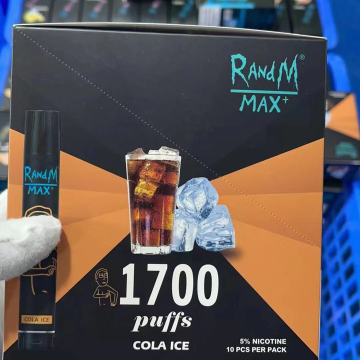 RANDM®
MAX+
RANDM
MAX+
1700
puffs
COLA ICE
COLA ICE
5% NICOTINE
10 PCS PER PACK